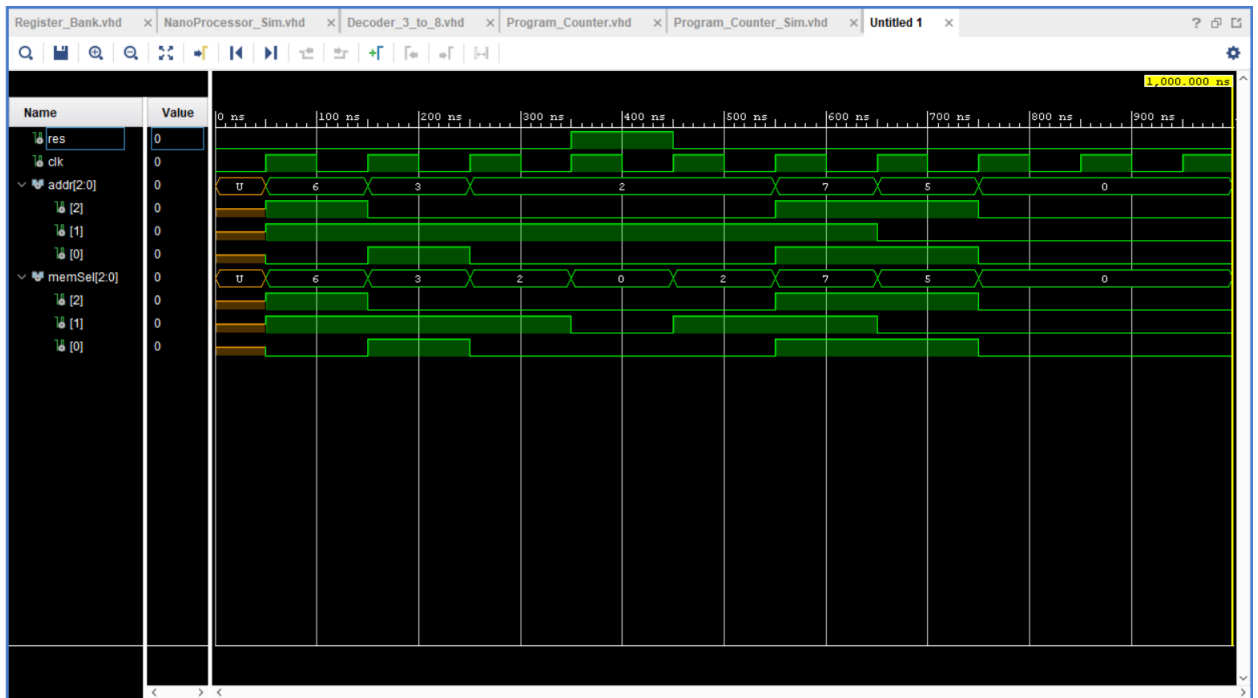 Register_Bank.vhd × NanoProcessor_Sim.vhd × Decoder_3_to_8.vhd × Program_Counter.vhd × Program_Counter_Sim.vhd × Untitled 1 × ?
1,000.000 ns
Name Value 0 ns 100 ns 200 ns 300 ns 400 ns 500 ns 600 ns 700 ns 800 ns 900 ns
res 0
clk 0
addr[2:0] 0 U 6 3 2 7 5 0
[2] 0
[1] 0
[0] 0
memSel[2:0] 0 U 6 3 2 0 2 7 5 0
[2] 0
[1] 0
[0] 0